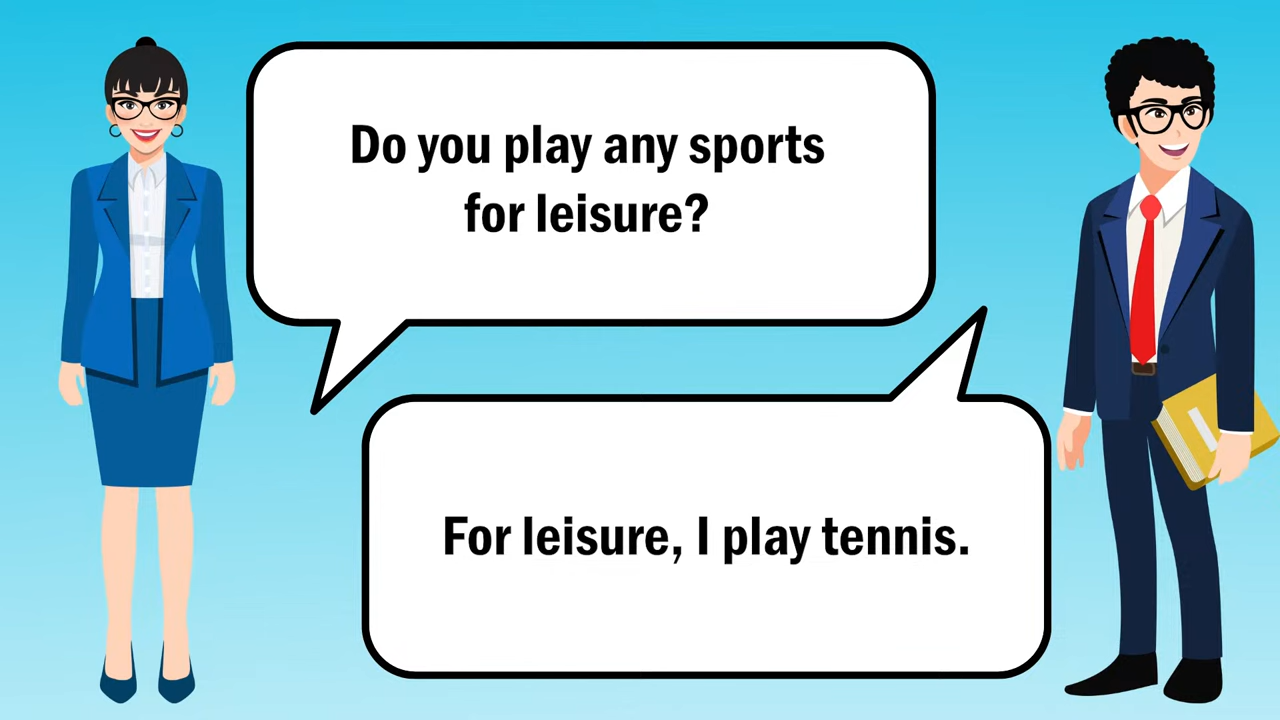 Do you play any sports
for leisure?
For leisure, I play tennis.